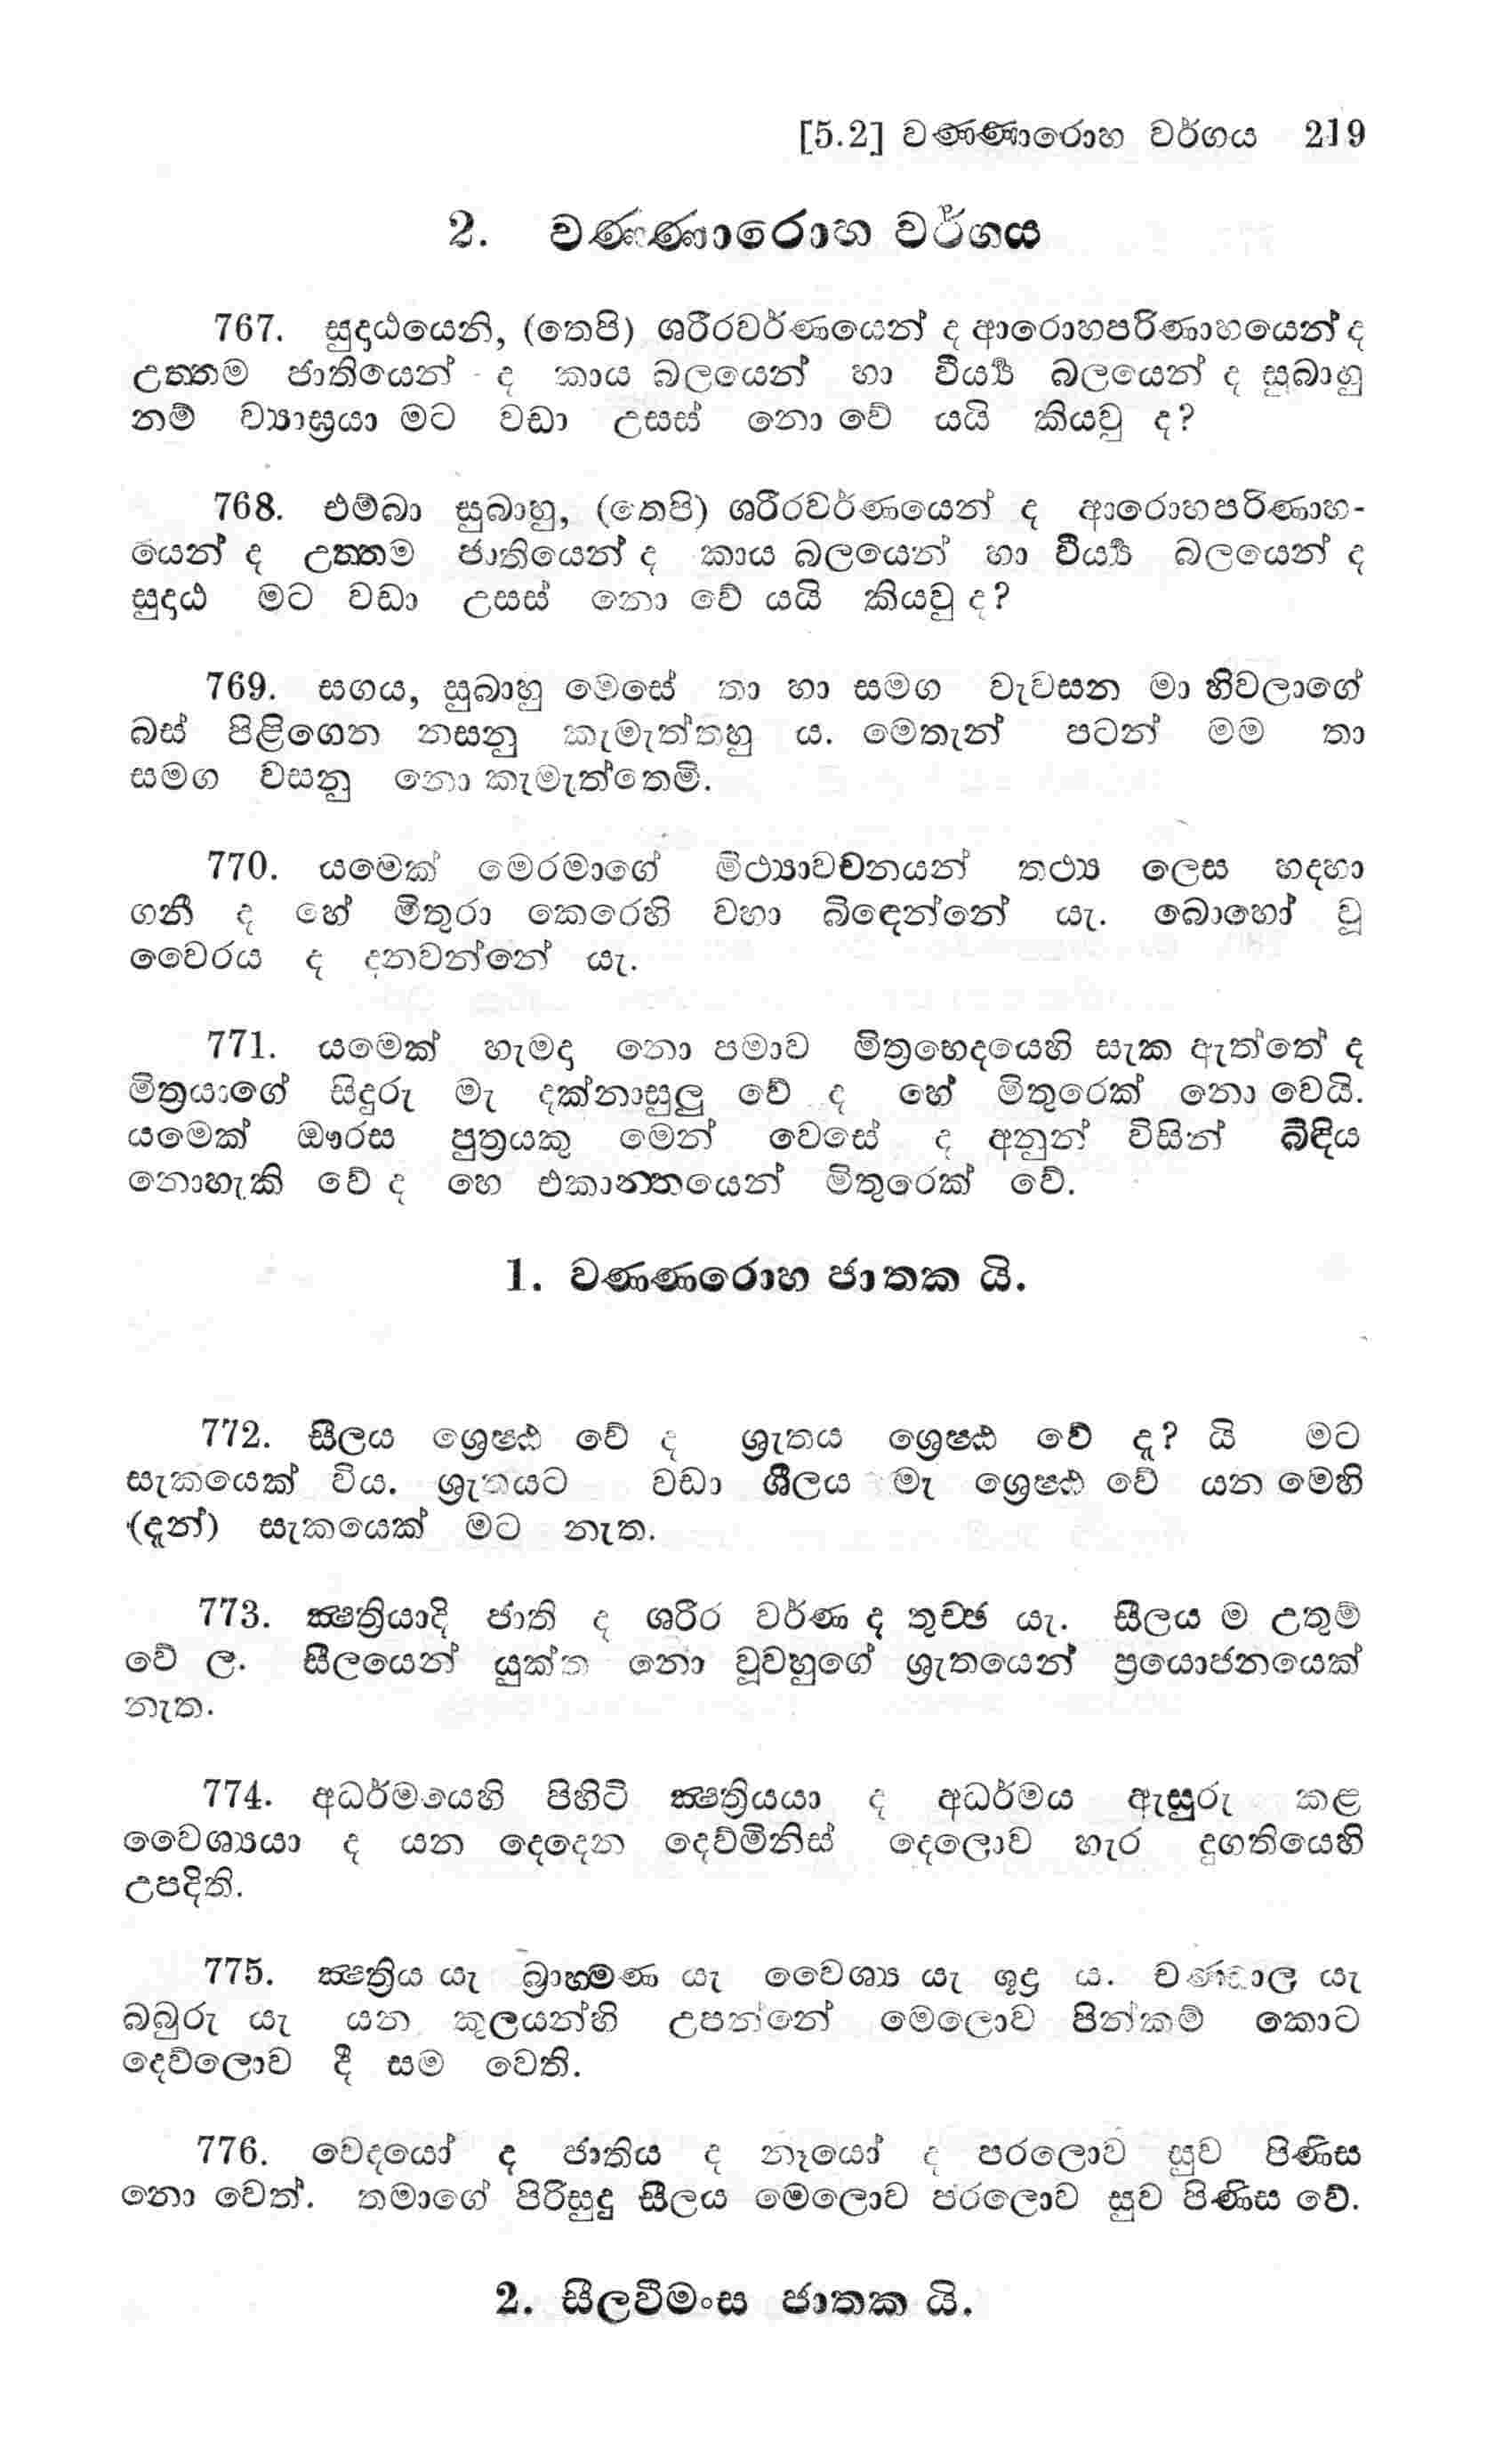 [5.2] වණ්ණාරොහ වර්ගය 219
2. වණ්ණාරොහ වර්ගය
767. සුදාඨයෙනි, (තෙපි) ශරීරවර්ණයෙන් ද ආරොහපරිණාහයෙන් ද
උත්තම ජාතියෙන් ද කාය බලයෙන් හා වීර්‍ය්‍ය බලයෙන් ද සුබාහු
නම් ව්‍යාඝ්‍රයා මට වඩා උසස් නො වේ යයි කියවු ද?
768. එම්බා සුබාහු, (තෙපි) ශරීරවර්ණයෙන් ද ආරොහපරිණාහ-
යෙන් ද උත්තම ජාතියෙන් ද කාය බලයෙන් හා වීර්‍ය්‍ය බලයෙන් ද
සුදාඨ මට වඩා උසස් නො වේ යයි කියවු ද?
769. සගය, සුබාහු මෙසේ තා හා සමග වැවසන මා හිවලාගේ
බස් පිළිගෙන නසනු කැමැත්තහු ය. මෙතැන් පටන් මම තා
සමග වසනු නො කැමැත්තෙමි.
770. යමෙක් මෙරමාගේ මිථ්‍යාවචනයන් තථ්‍ය ලෙස හදහා
ගනී ද හේ මිතුරා කෙරෙහි වහා බිඳෙන්නේ යැ. බොහෝ වූ
වෛරය ද දනවන්නේ යැ.
771. යමෙක් හැමදා නො පමාව මිත්‍රභෙදයෙහි සැක ඇත්තේ ද
මිත්‍රයාගේ සිදුරු මැ දක්නාසුලු වේ ද හේ මිතුරෙක් නො වෙයි.
යමෙක් ඖරස පුත්‍රයකු මෙන් වෙසේ ද අනුන් විසින් බිඳිය
නොහැකි වේ ද හෙ එකාන්තයෙන් මිතුරෙක් වේ.
1. වණ්ණරොහ ජාතක යි.
772. සීලය ශ්‍රෙෂ්ඨ වේ ද ශ්‍රැතය ශ්‍රෙෂ්ඨ වේ දැ? යි මට
සැකයෙක් විය. ශ්‍රැතයට වඩා ශීලය මැ ශ්‍රෙෂ්ඨ වේ යන මෙහි
(දැන්) සැකයෙක් මට නැත.
773. ක්‍ෂත්‍රියාදි ජාති ද ශරීර වර්ණ ද තුච්ඡ යැ. සීලය ම උතුම්
වේ ල. සීලයෙන් යුක්ත නො වූවහුගේ ශ්‍රැතයෙන් ප්‍රයොජනයෙක්
නැත.
774. අධර්මයෙහි පිහිටි ක්‍ෂත්‍රියයා ද අධර්මය ඇසුරු කළ
වෛශ්‍යයා ද යන දෙදෙන දෙව්මිනිස් දෙලොව හැර දුගතියෙහි
උපදිති.
775. ක්‍ෂත්‍රිය යැ බ්‍රාහ්මණ යැ වෛශ්‍ය යැ ශූද්‍ර ය. චණ්ඩාල යැ
බබුරු යැ යන කුලයන්හි උපන්නේ මෙලොව පින්කම් කොට
දෙව්ලොව දී සම වෙති.
776. වෙදයෝ ද ජාතිය ද නෑයෝ ද පරලොව සුව පිණිස
නො වෙත්. තමාගේ පිරිසුදු සීලය මෙලොව පරලොව සුව පිණිස වේ.
2. සීලවීමංස ජාතක යි.